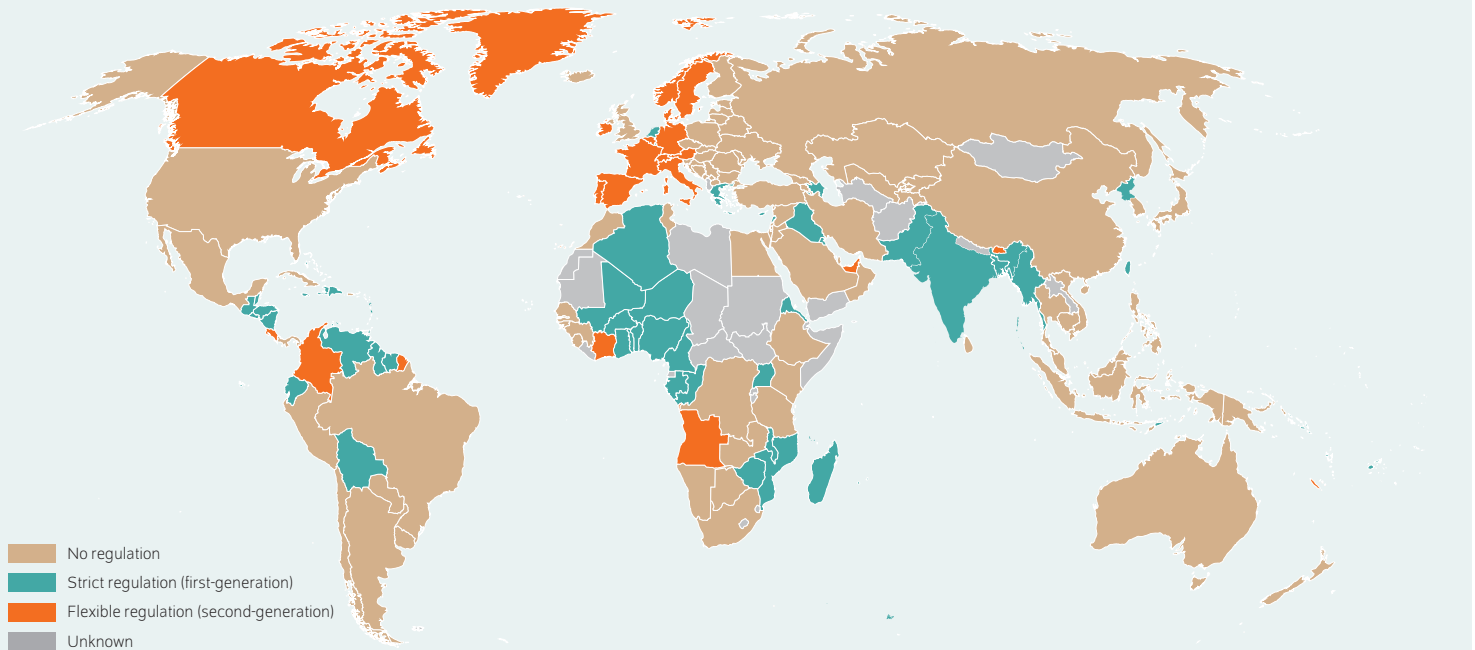 No regulation
Strict regulation (first-generation)
Flexible regulation (second-generation)
Unknown